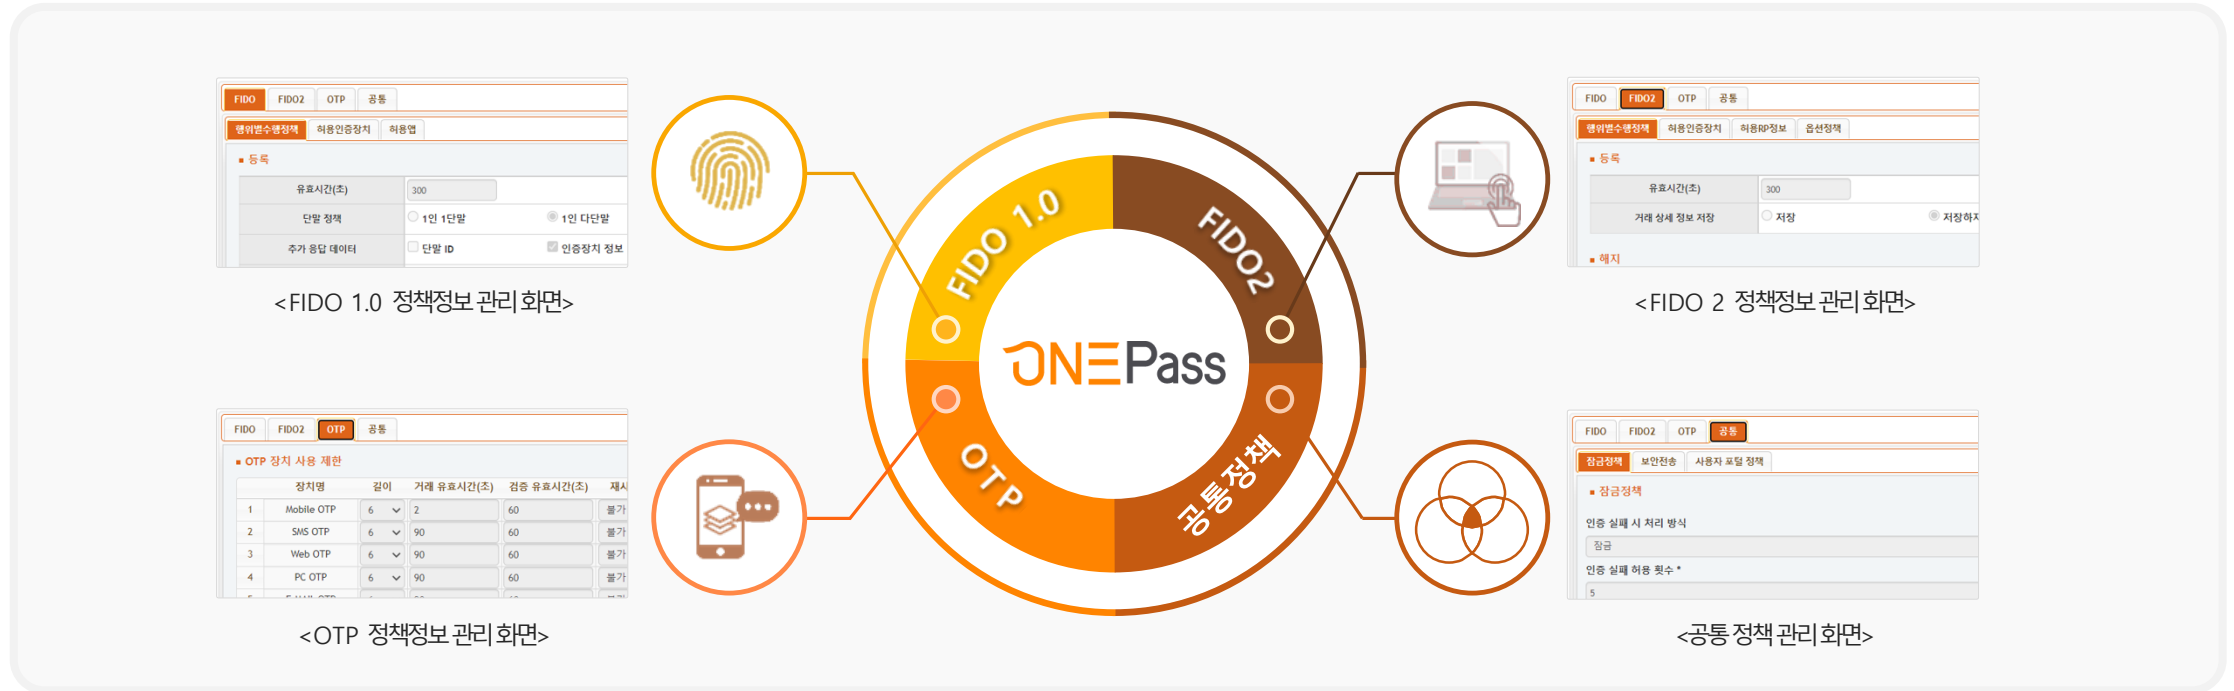 FIDO FIDO2 OTP 공통
행위별수행정책 허용인증장치 허용앱
등록
유효시간(초) 300
단말 정책 1인 1단말 1인 다단말
추가 응답 데이터 단말 ID 인증장치 정보
<FIDO 1.0 정책정보 관리 화면>
FIDO FIDO2 OTP 공통
OTP 장치 사용 제한
장치명 길이 거래 유효시간(초) 검증 유효시간(초)
1 Mobile OTP 6 2 60 불가
2 SMS OTP 6 90 60 불가
3 Web OTP 6 90 60 불가
4 PC OTP 6 90 60 불가
<OTP 정책정보 관리 화면>
FIDO 1.0
FIDO2
ONEPass
OTP
공통정책
FIDO FIDO2 OTP 공통
행위별수행정책 허용인증장치 허용RP정보 옵션정책
등록
유효시간(초) 300
거래 상세 정보 저장 저장 저장하지
해지
<FIDO 2 정책정보 관리 화면>
FIDO FIDO2 OTP 공통
잠금정책 보안전송 사용자 포털 정책
잠금정책
인증 실패 시 처리 방식
잠금
인증 실패 허용 횟수 *
5
<공통 정책 관리 화면>